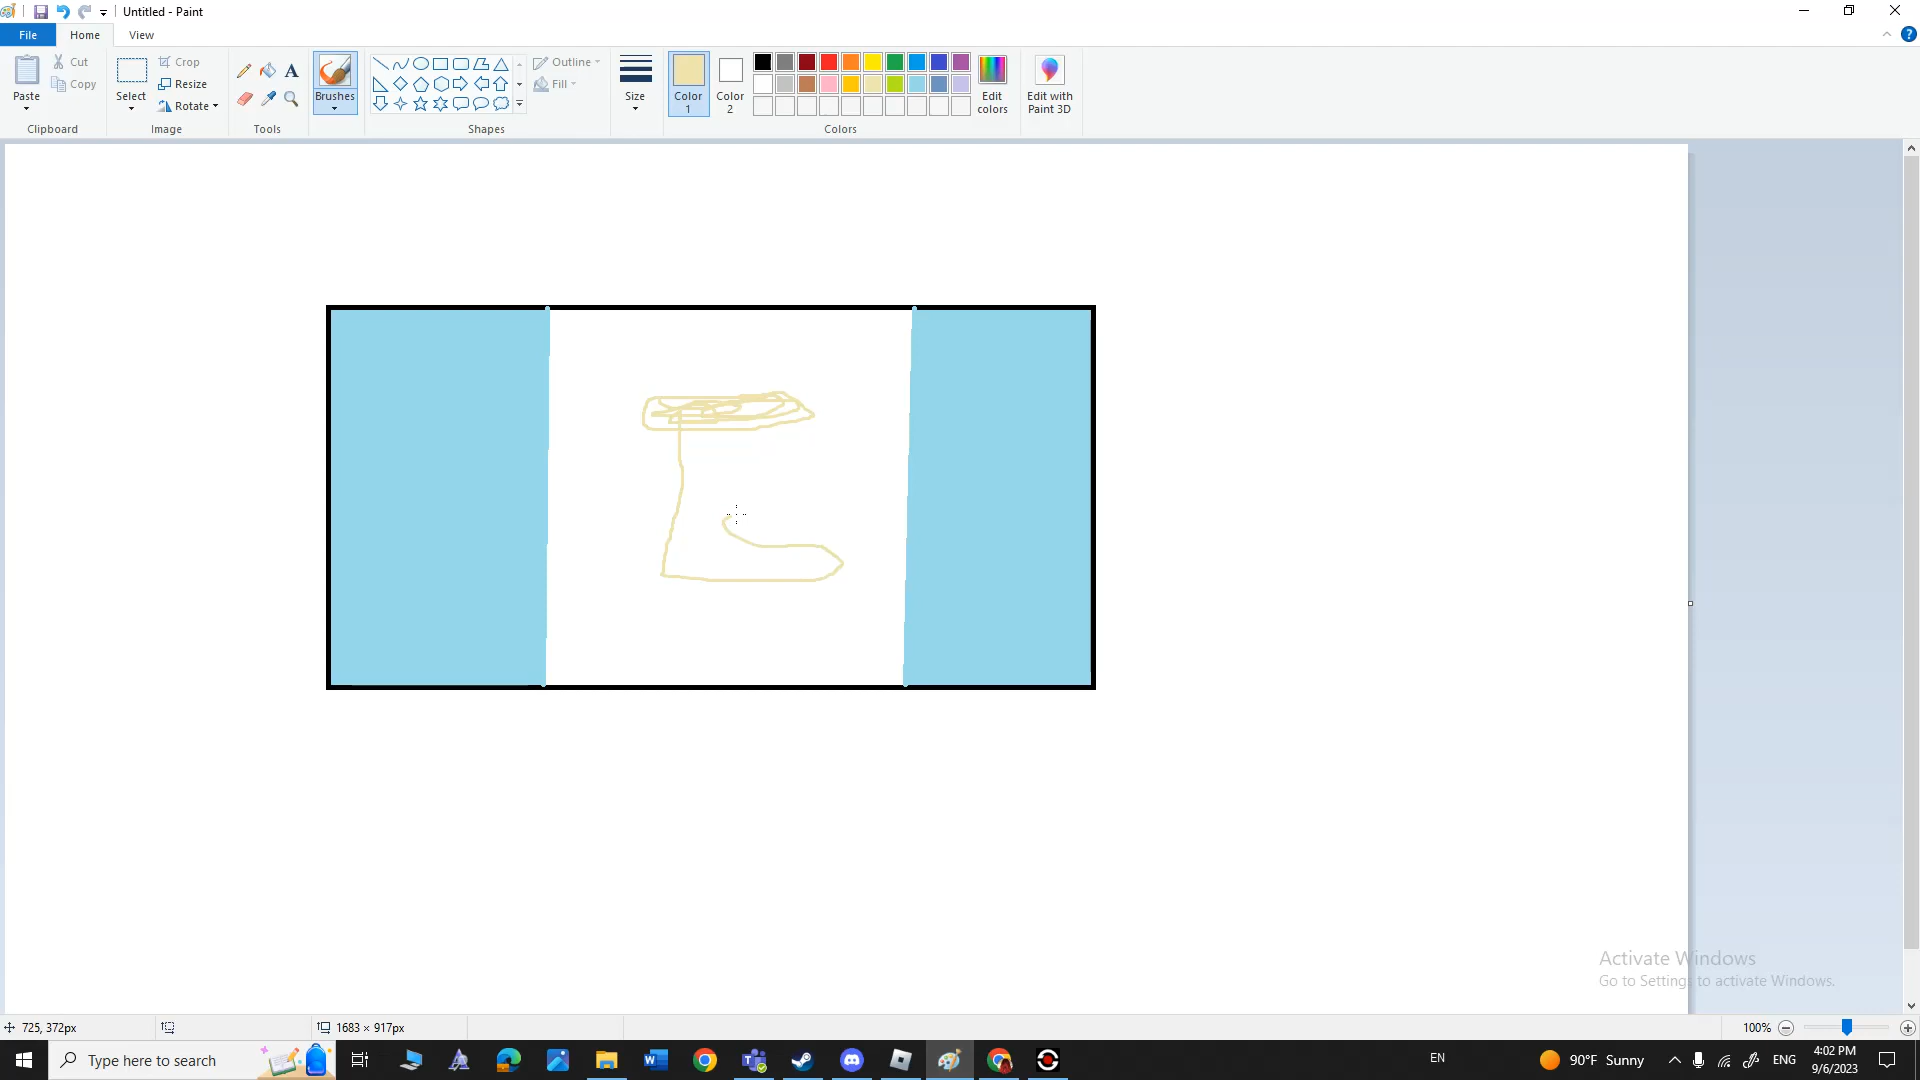 Untitled - Paint
File Home View
Paste
Cut
Copy
Clipboard
Select
Crop
Resize
Rotate
Image
Tools
Brushes
Shapes
Outline
Fill
Size
Color 1
Color 2
Colors
Edit colors
Edit with Paint 3D
Activate Windows
Go to Settings to activate Windows.
725, 372px
1683 × 917px
100%
Type here to search
EN
90°F Sunny
ENG
4:02 PM
9/6/2023